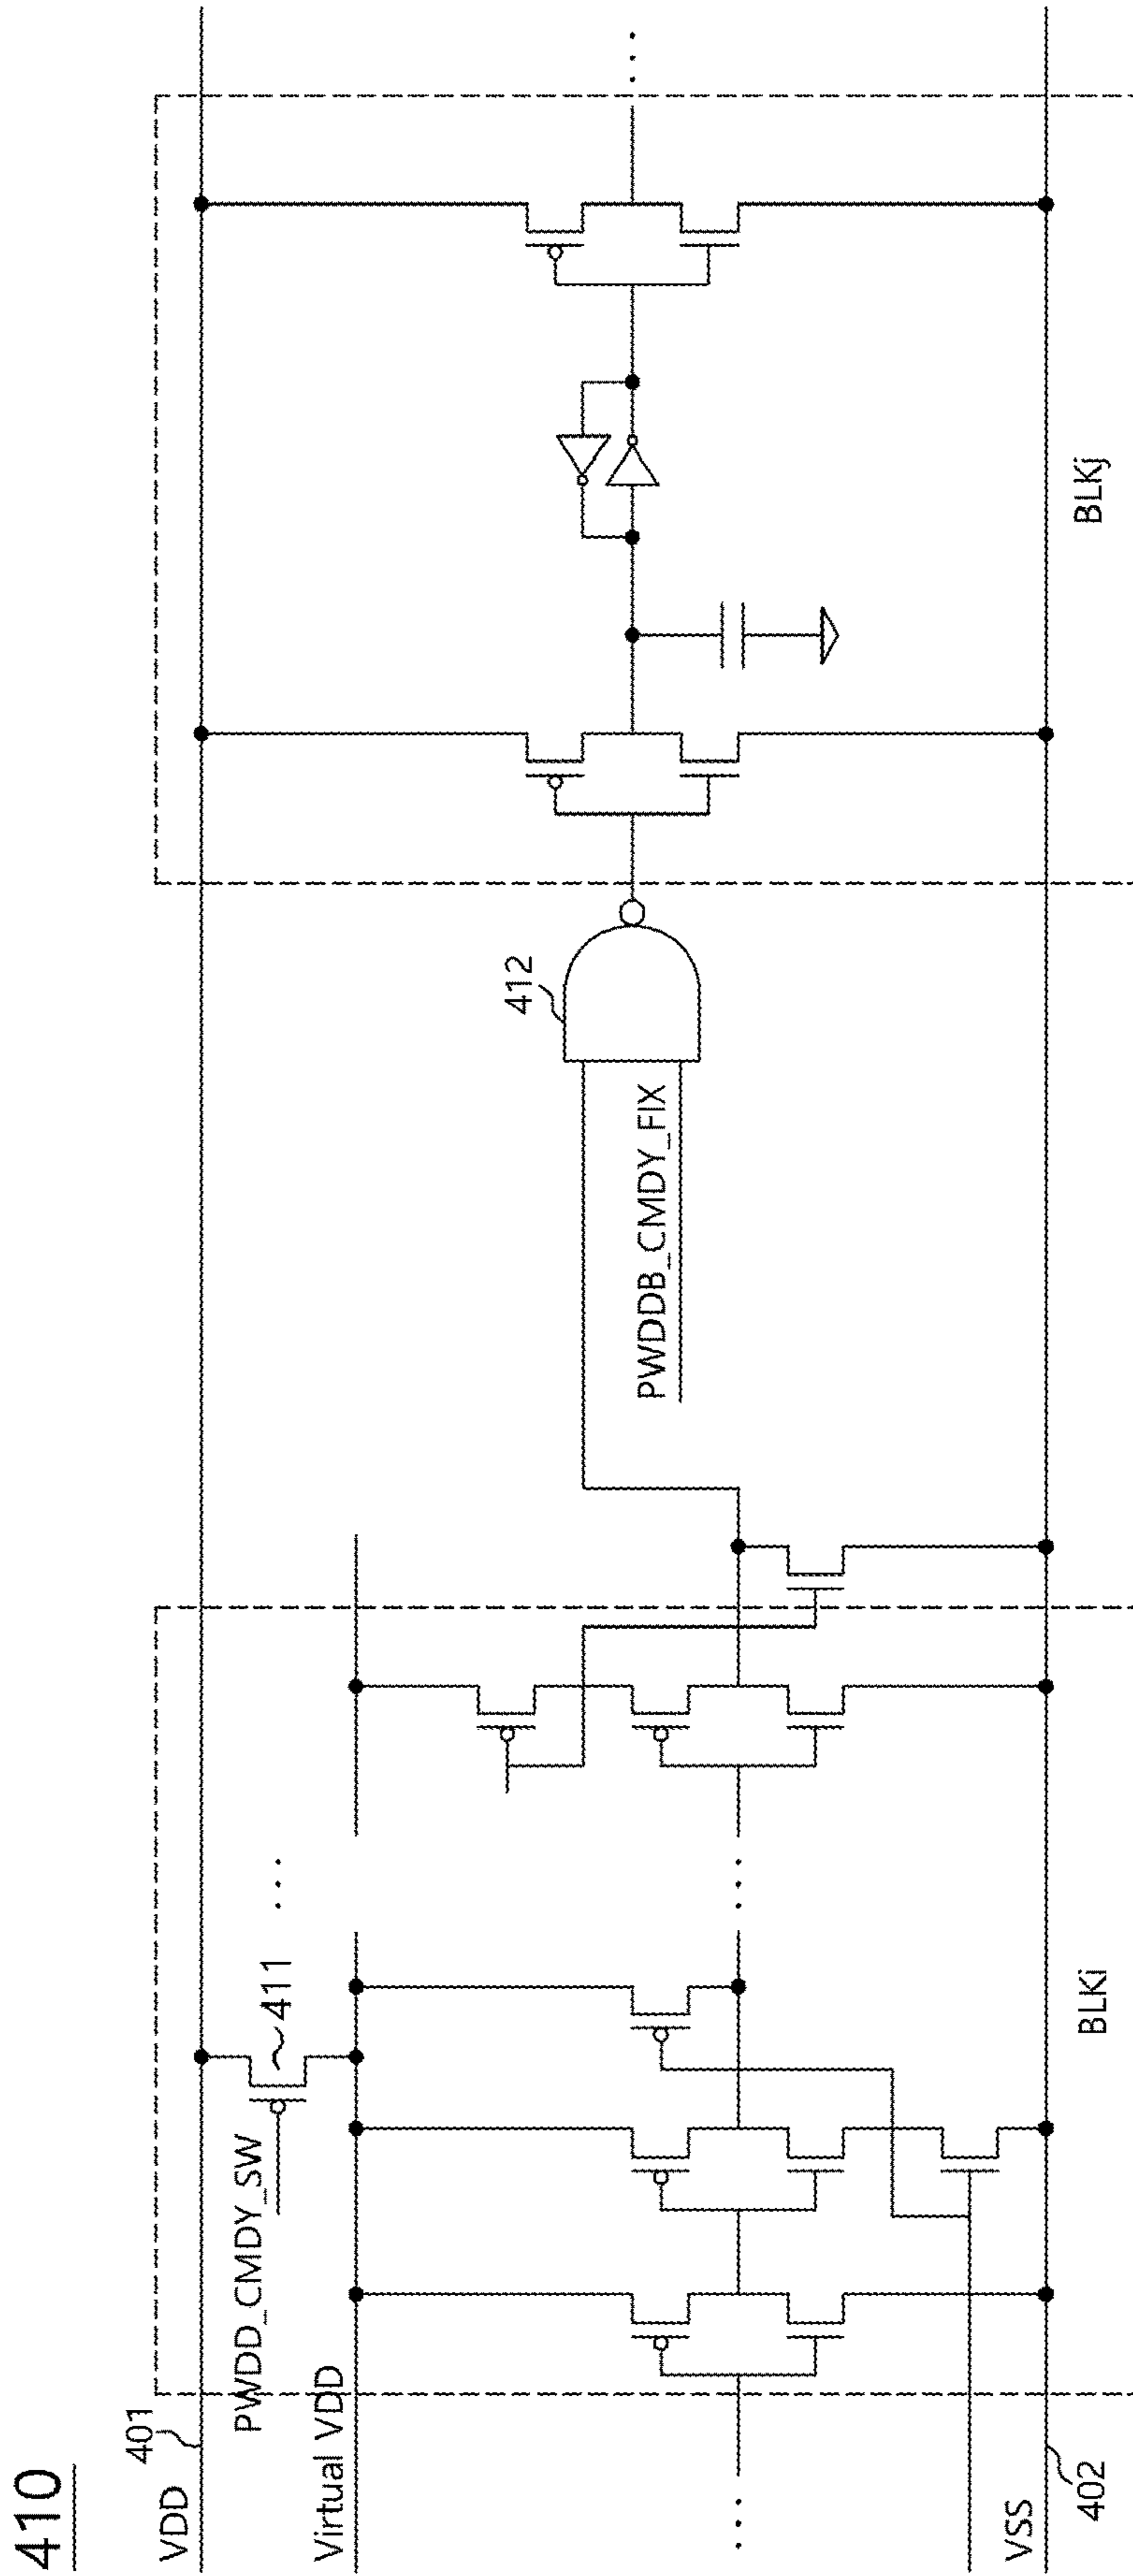 410
401
VDD
PWDD_CMDY_SW
411
Virtual VDD
...
VSS
402
BLKi
...
...
PWDDB_CMDY_FIX
412
BLKj
...